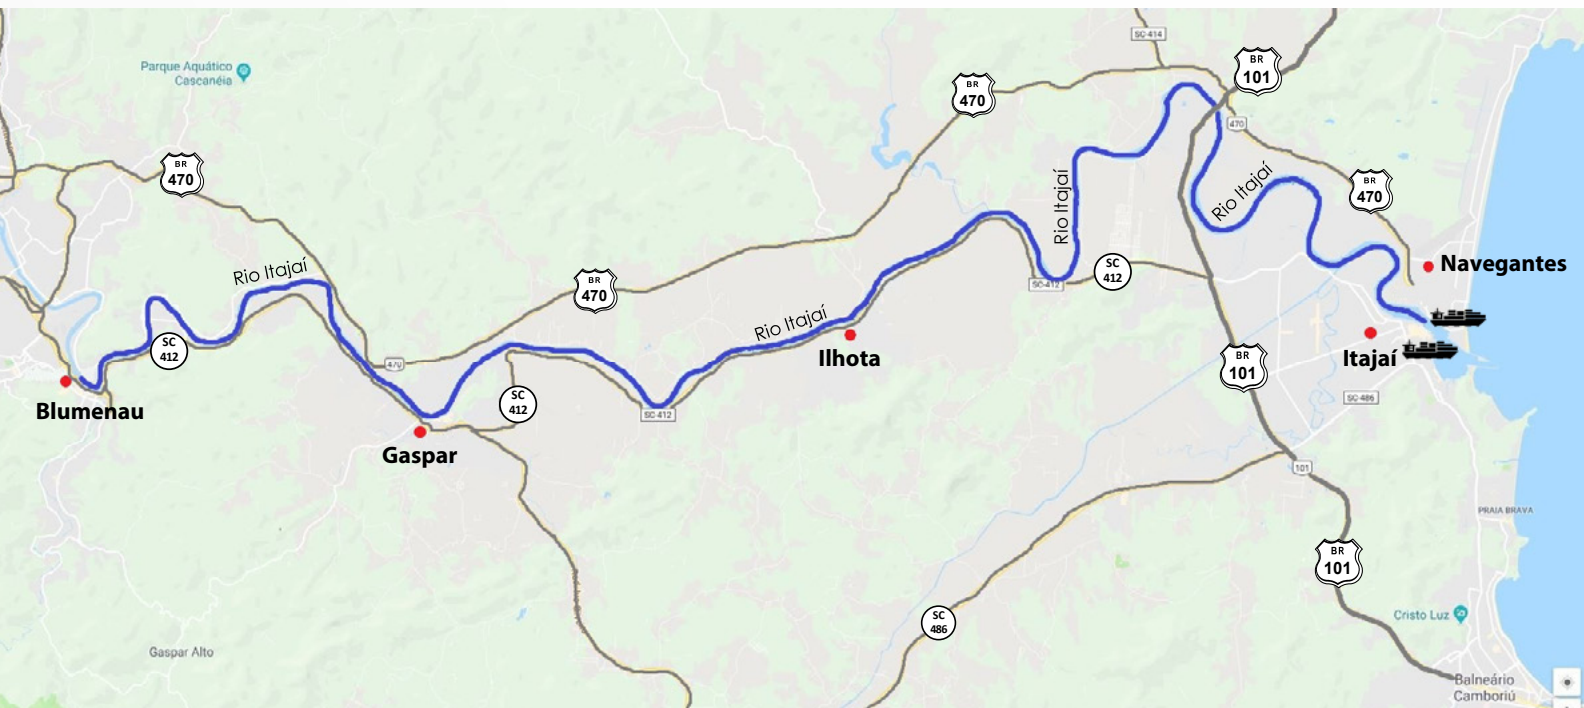 SC-414
BR
101
Parque Aquático
Cascanéia
BR
470
470
BR
470
BR
470
Rio Itajaí
Rio Itajaí
Rio Itajaí
Navegantes
SC
412
SC-412
BR
470
Rio Itajaí
Ilhota
Itajaí
SC
412
470
BR
101
Blumenau
SC
412
SC-412
SC-486
Gaspar
101
PRAIA BRAVA
BR
101
SC
486
Cristo Luz
Gaspar Alto
Balneário
Camboriú